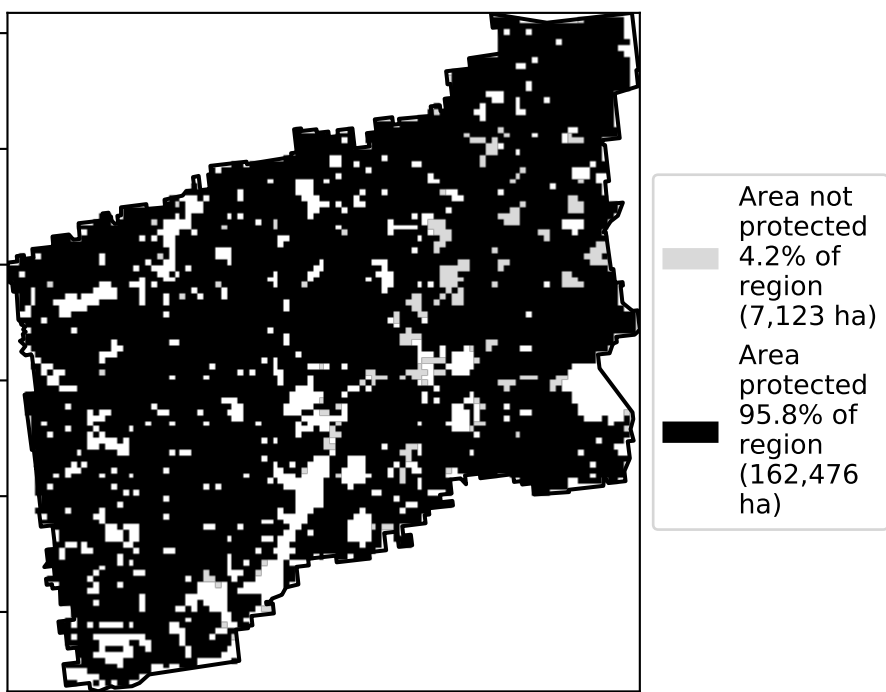 Area not
protected
4.2% of
region
(7,123 ha)
Area
protected
95.8% of
region
(162,476
ha)